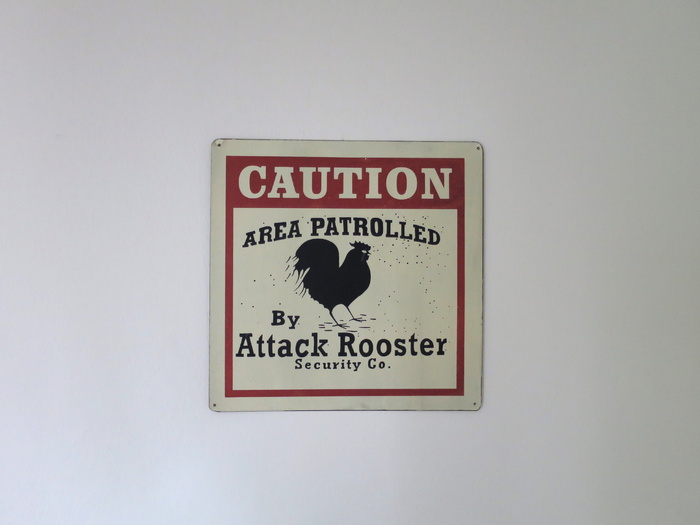 CAUTION
AREA PATROLLED
By
Attack Rooster
Security Co.